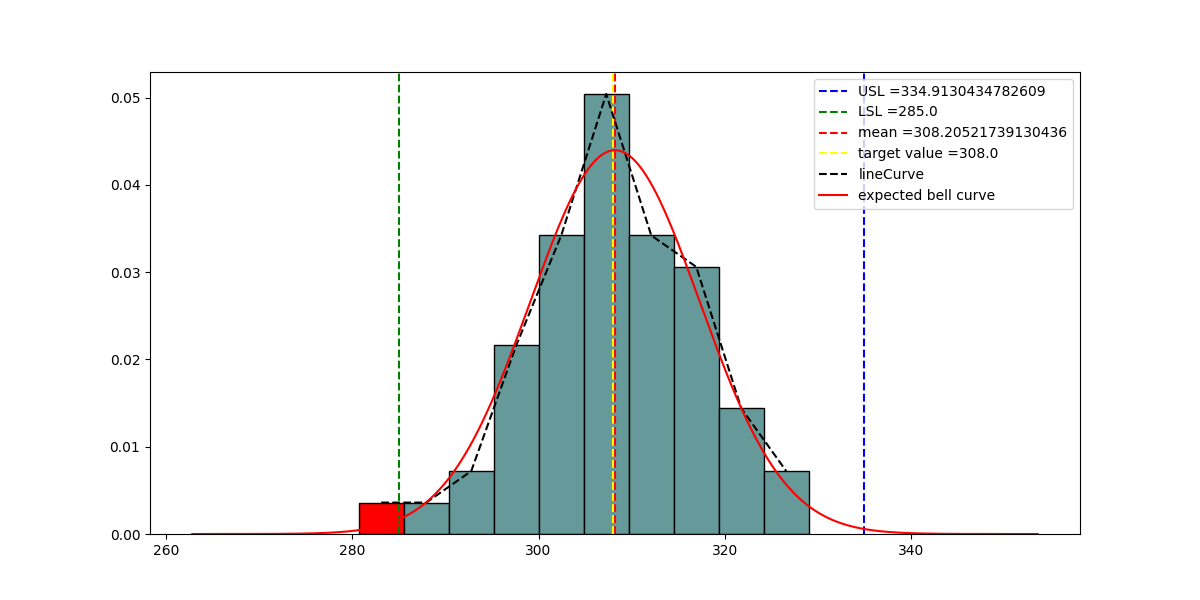 USL =334.9130434782609
LSL =285.0
mean =308.20521739130436
target value =308.0
lineCurve
expected bell curve
0.05
0.04
0.03
0.02
0.01
0.00
260
280
300
320
340